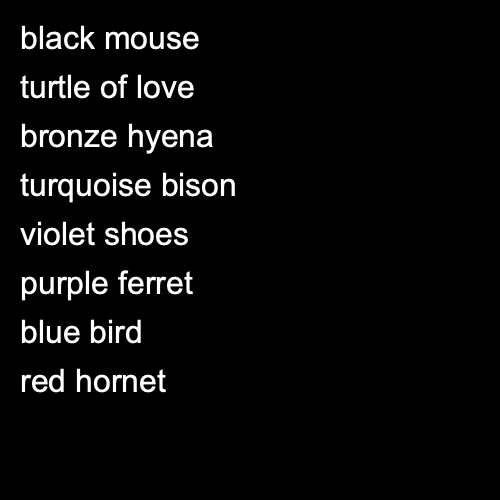 black mouse
turtle of love
bronze hyena
turquoise bison
violet shoes
purple ferret
blue bird
red hornet